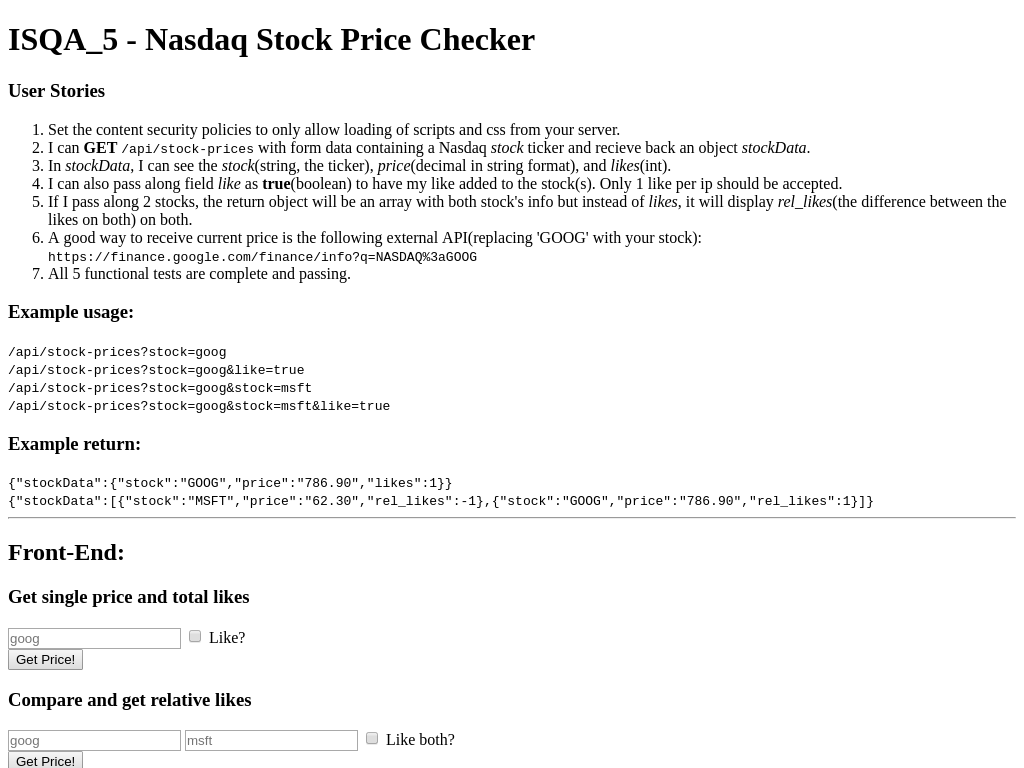 ISQA_5 - Nasdaq Stock Price Checker
User Stories
1. Set the content security policies to only allow loading of scripts and css from your server.
2. I can GET /api/stock-prices with form data containing a Nasdaq stock ticker and recieve back an object stockData.
3. In stockData, I can see the stock(string, the ticker), price(decimal in string format), and likes(int).
4. I can also pass along field like as true(boolean) to have my like added to the stock(s). Only 1 like per ip should be accepted.
5. If I pass along 2 stocks, the return object will be an array with both stock's info but instead of likes, it will display rel_likes(the difference between the
likes on both) on both.
6. A good way to receive current price is the following external API(replacing 'GOOG' with your stock):
https://finance.google.com/finance/info?q=NASDAQ%3aGOOG
7. All 5 functional tests are complete and passing.
Example usage:
/api/stock-prices?stock=goog
/api/stock-prices?stock=goog&like=true
/api/stock-prices?stock=goog&stock=msft
/api/stock-prices?stock=goog&stock=msft&like=true
Example return:
{"stockData":{"stock":"GOOG","price":"786.90","likes":1}}
{"stockData":[{"stock":"MSFT","price":"62.30","rel_likes":-1},{"stock":"GOOG","price":"786.90","rel_likes":1}]}
Front-End:
Get single price and total likes
goog Like?
Get Price!
Compare and get relative likes
goog msft Like both?
Get Price!